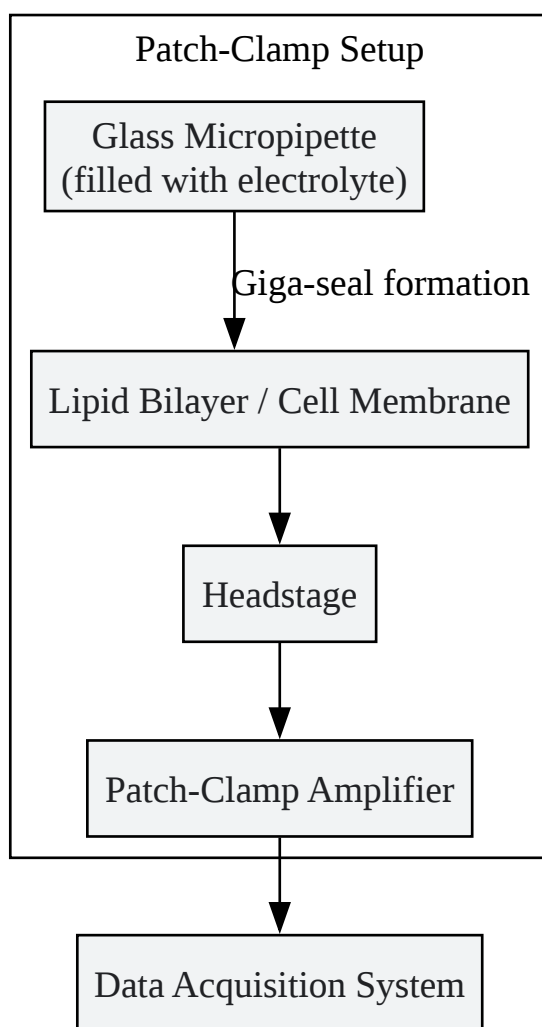 Patch-Clamp Setup
Glass Micropipette
(filled with electrolyte)
Giga-seal formation
Lipid Bilayer / Cell Membrane
Headstage
Patch-Clamp Amplifier
Data Acquisition System